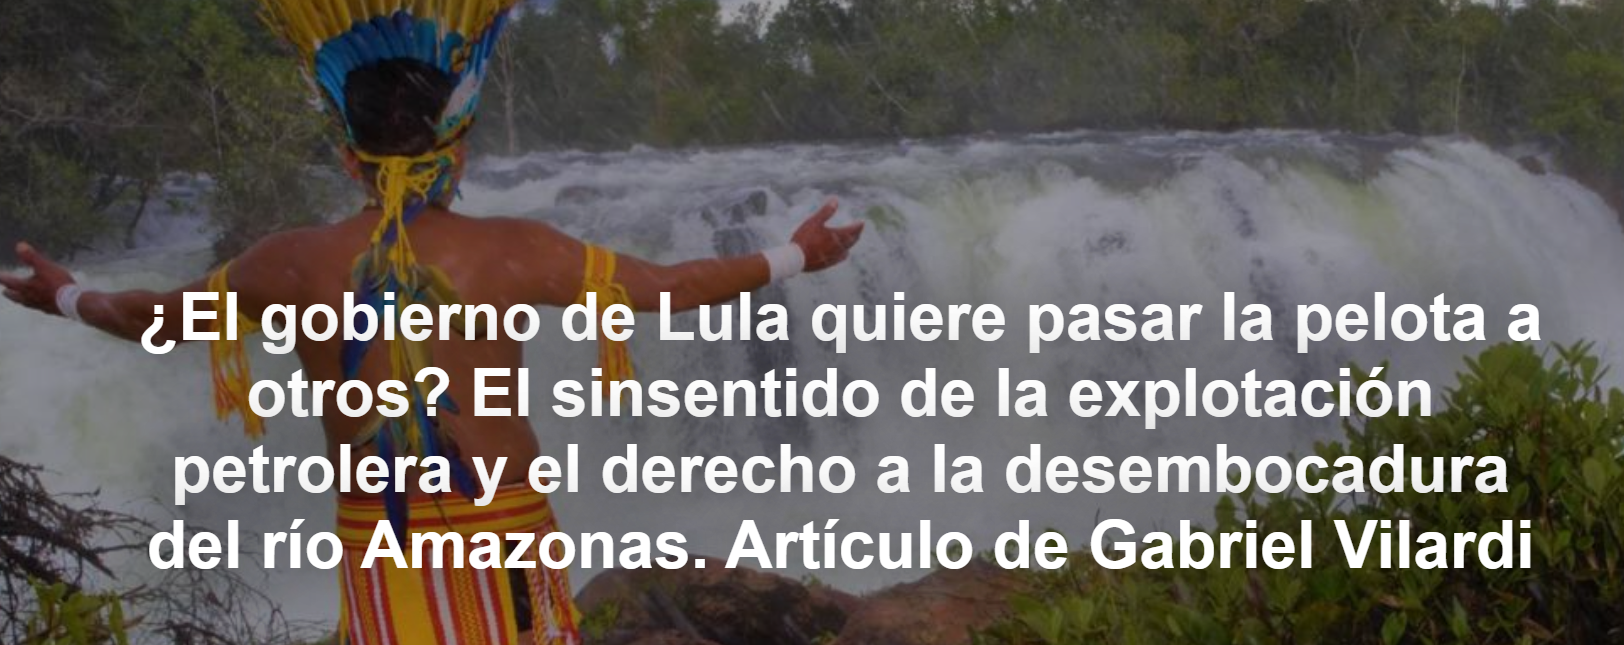 ¿El gobierno de Lula quiere pasar la pelota a
otros? El sinsentido de la explotación
petrolera y el derecho a la desembocadura
del río Amazonas. Artículo de Gabriel Vilardi